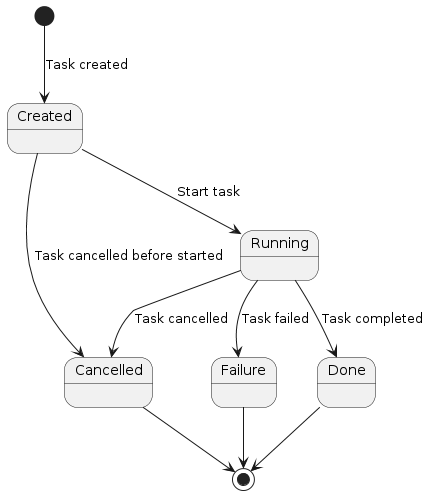 Task created
Created
Start task
Task cancelled before started
Running
Task cancelled
Task failed
Task completed
Cancelled
Failure
Done